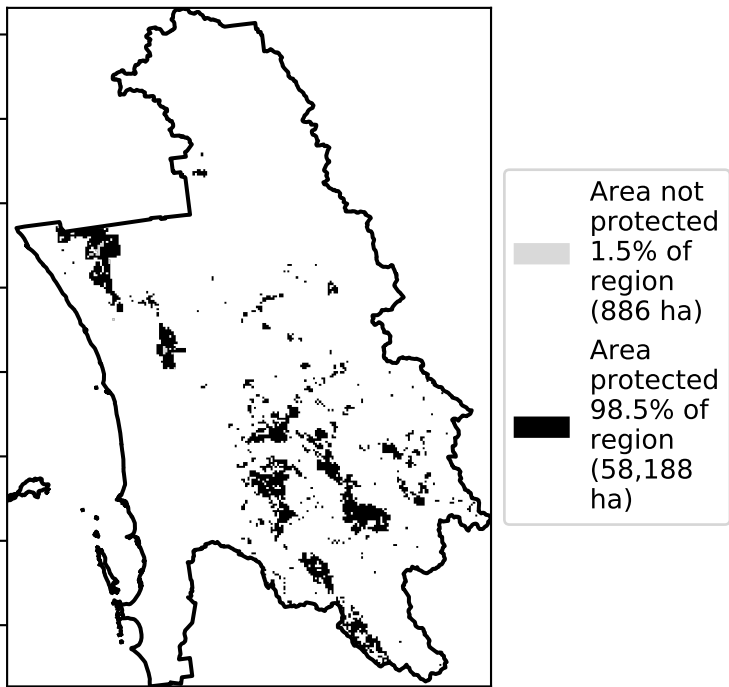 Area not
protected
1.5% of
region
(886 ha)
Area
protected
98.5% of
region
(58,188
ha)